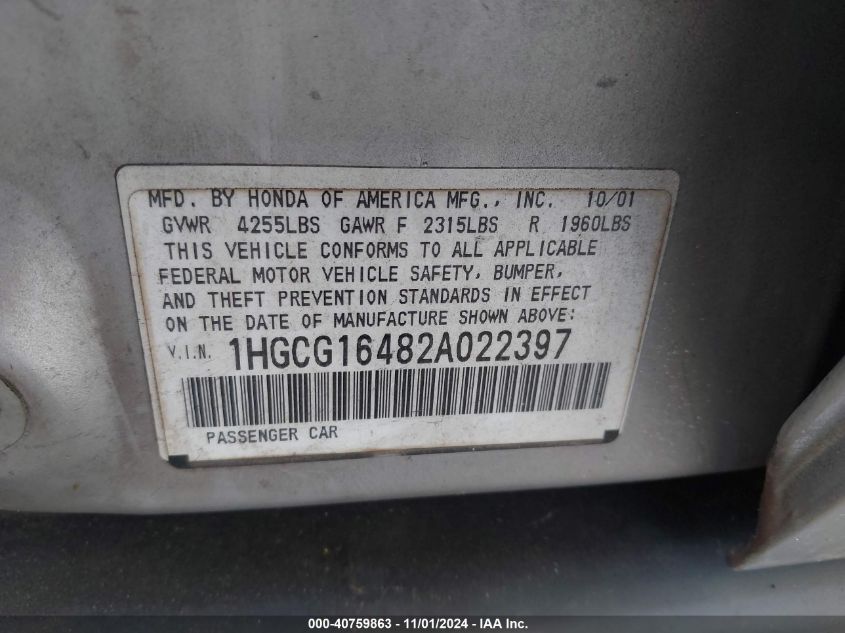 MFD. BY HONDA OF AMERICA MFG., INC. 10/01
GVWR 4255LBS GAWR F 2315LBS R 1960LBS
THIS VEHICLE CONFORMS TO ALL APPLICABLE
FEDERAL MOTOR VEHICLE SAFETY, BUMPER,
AND THEFT PREVENTION STANDARDS IN EFFECT
ON THE DATE OF MANUFACTURE SHOWN ABOVE:
V.I.N. 1HGCG16482A022397
PASSENGER CAR
000-40759863 - 11/01/2024 - IAA Inc.